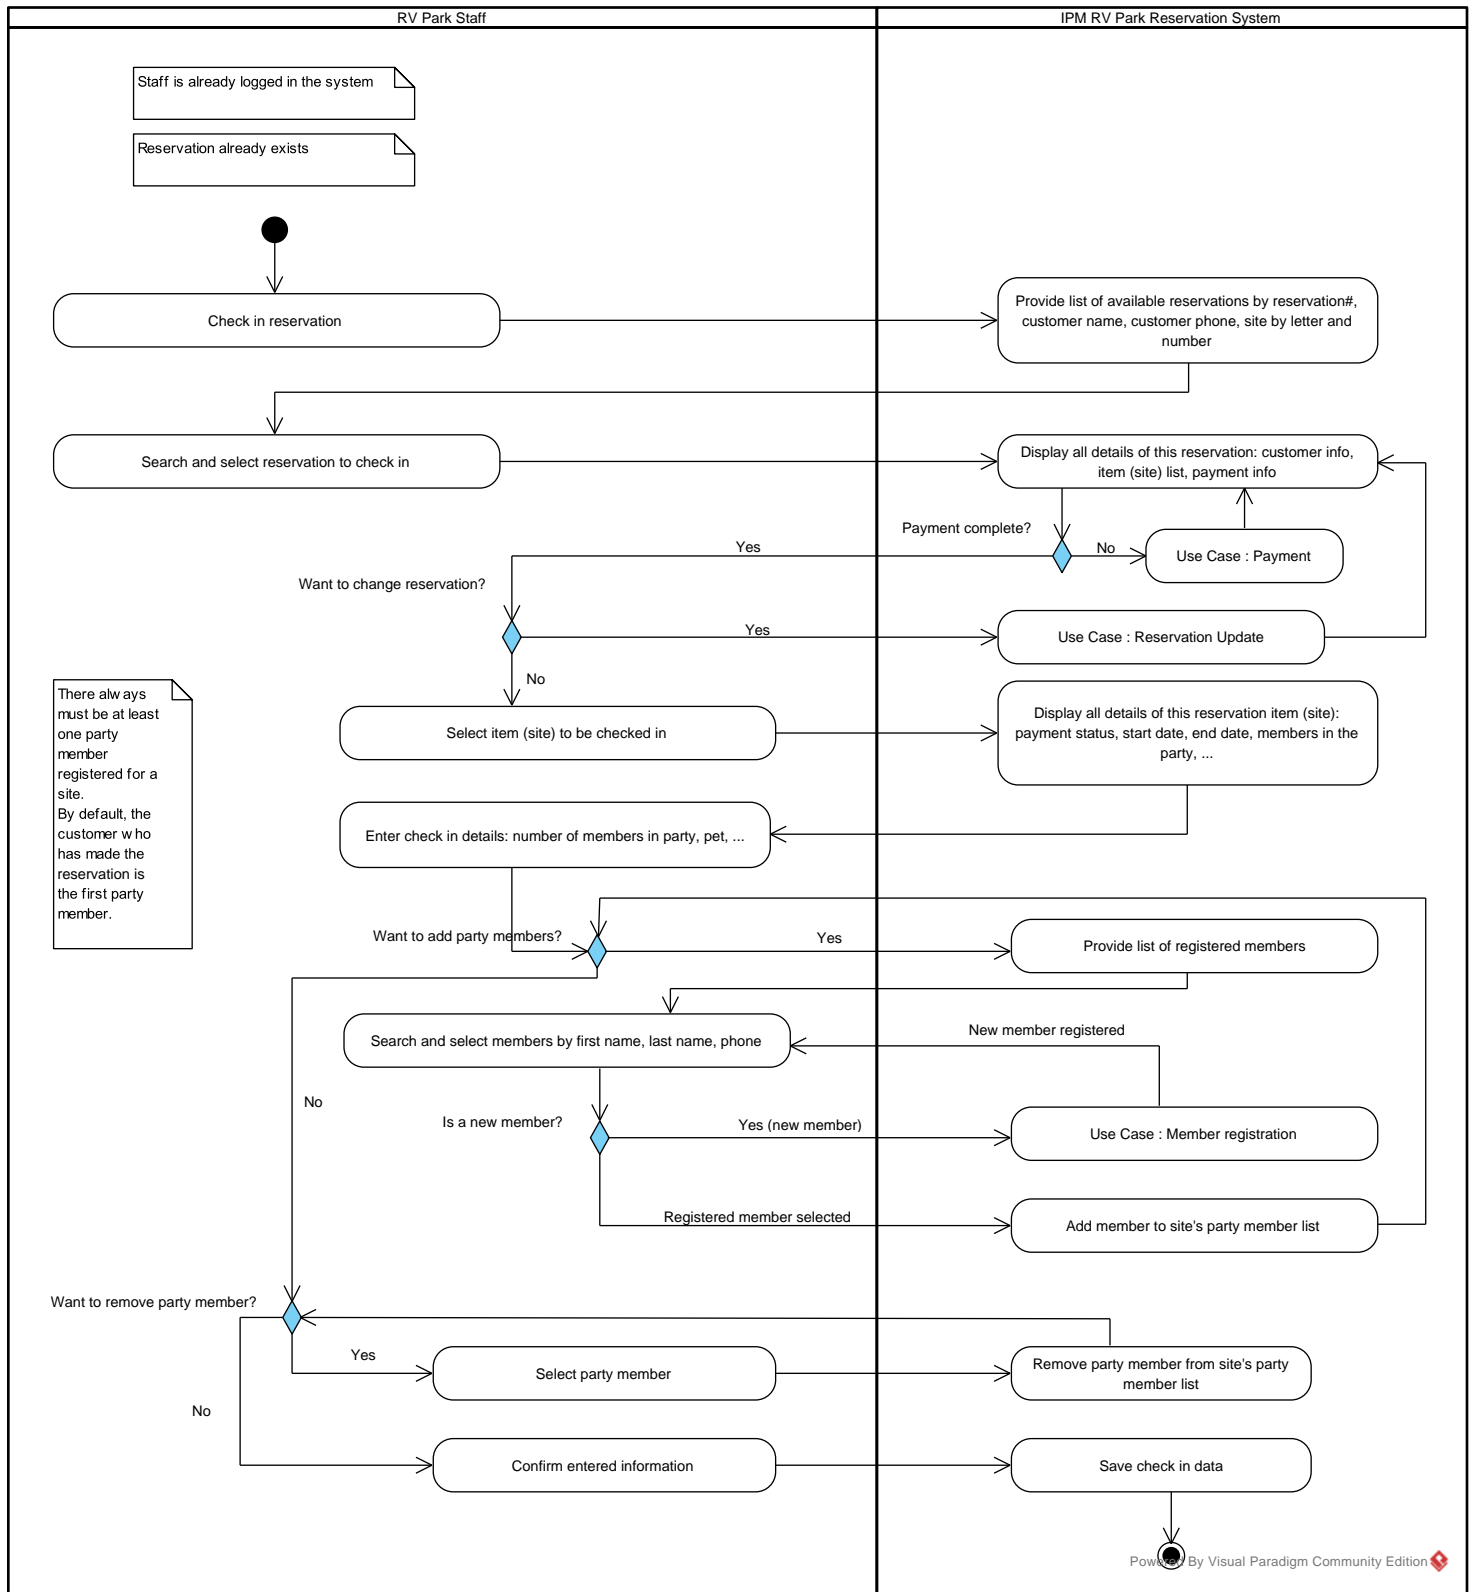 RV Park Staff
IPM RV Park Reservation System
Staff is already logged in the system
Reservation already exists
Check in reservation
Provide list of available reservations by reservation#,
customer name, customer phone, site by letter and
number
Search and select reservation to check in
Display all details of this reservation: customer info,
item (site) list, payment info
Payment complete?
Yes
No
Use Case : Payment
Want to change reservation?
Yes
Use Case : Reservation Update
No
There always
must be at least
one party
member
registered for a
site.
By default, the
customer who
has made the
reservation is
the first party
member.
Select item (site) to be checked in
Display all details of this reservation item (site):
payment status, start date, end date, members in the
party, ...
Enter check in details: number of members in party, pet, ...
Want to add party members?
Yes
Provide list of registered members
Search and select members by first name, last name, phone
New member registered
No
Is a new member?
Yes (new member)
Use Case : Member registration
Registered member selected
Add member to site's party member list
Want to remove party member?
Yes
Select party member
Remove party member from site's party
member list
No
Confirm entered information
Save check in data
Powered By Visual Paradigm Community Edition